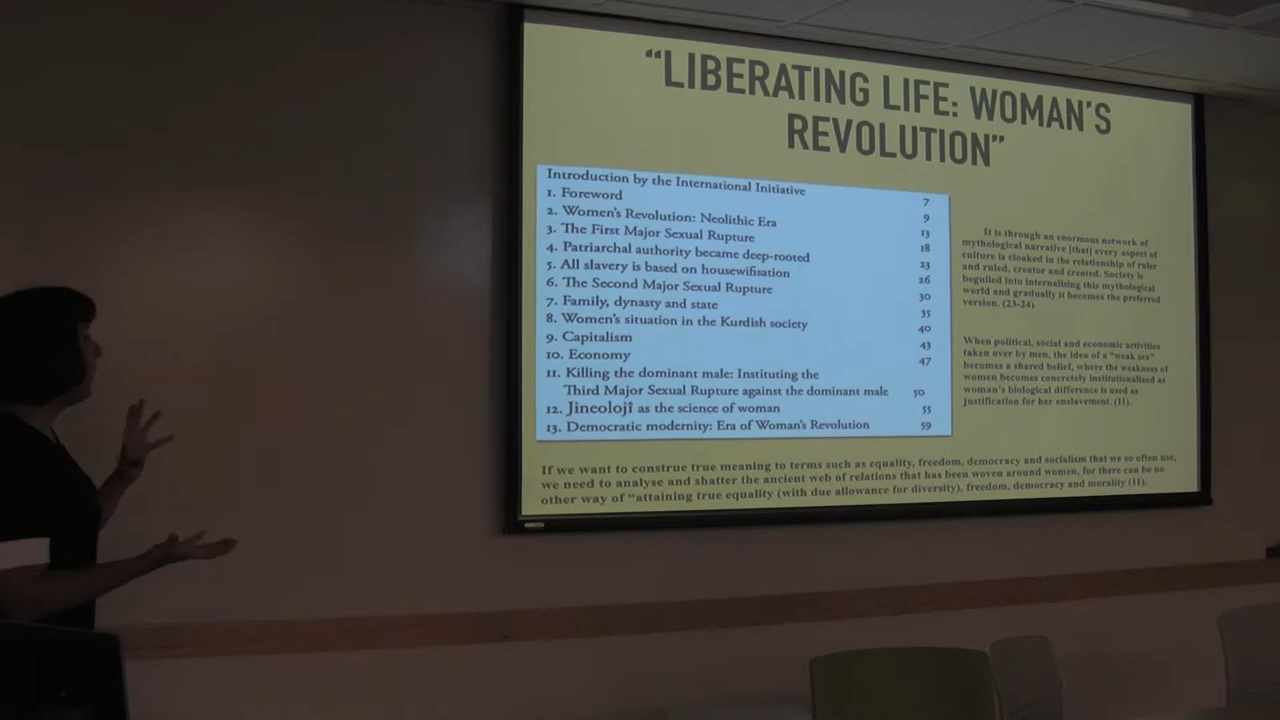 “LIBERATING LIFE: WOMAN’S
REVOLUTION”
Introduction by the International Initiative 7
1. Foreword 9
2. Women’s Revolution: Neolithic Era 13
3. The First Major Sexual Rupture 18
4. Patriarchal authority became deep-rooted 23
5. All slavery is based on housewifisation 26
6. The Second Major Sexual Rupture 30
7. Family, dynasty and state 35
8. Women’s situation in the Kurdish society 40
9. Capitalism 43
10. Economy 47
11. Killing the dominant male: Instituting the
Third Major Sexual Rupture against the dominant male 50
12. Jineolojî as the science of woman 55
13. Democratic modernity: Era of Woman’s Revolution 59
It is through an enormous network of
mythological narrative [that] every aspect of
culture is cloaked in the relationship of ruler
and ruled, creator and created. Society is
beguiled into internalising this mythological
world and gradually it becomes the preferred
version. (23-24)
When political, social and economic activities
taken over by men, the idea of a “weak sex”
becomes a shared belief, where the weakness of
women becomes concretely institutionalized as
woman’s biological difference is used as
justification for her enslavement. (11).
If we want to construe true meaning to terms such as equality, freedom, democracy and socialism that we so often use,
we need to analyse and shatter the ancient web of relations that has been woven around women, for there can be no
other way of “attaining true equality (with due allowance for diversity), freedom, democracy and morality (11).